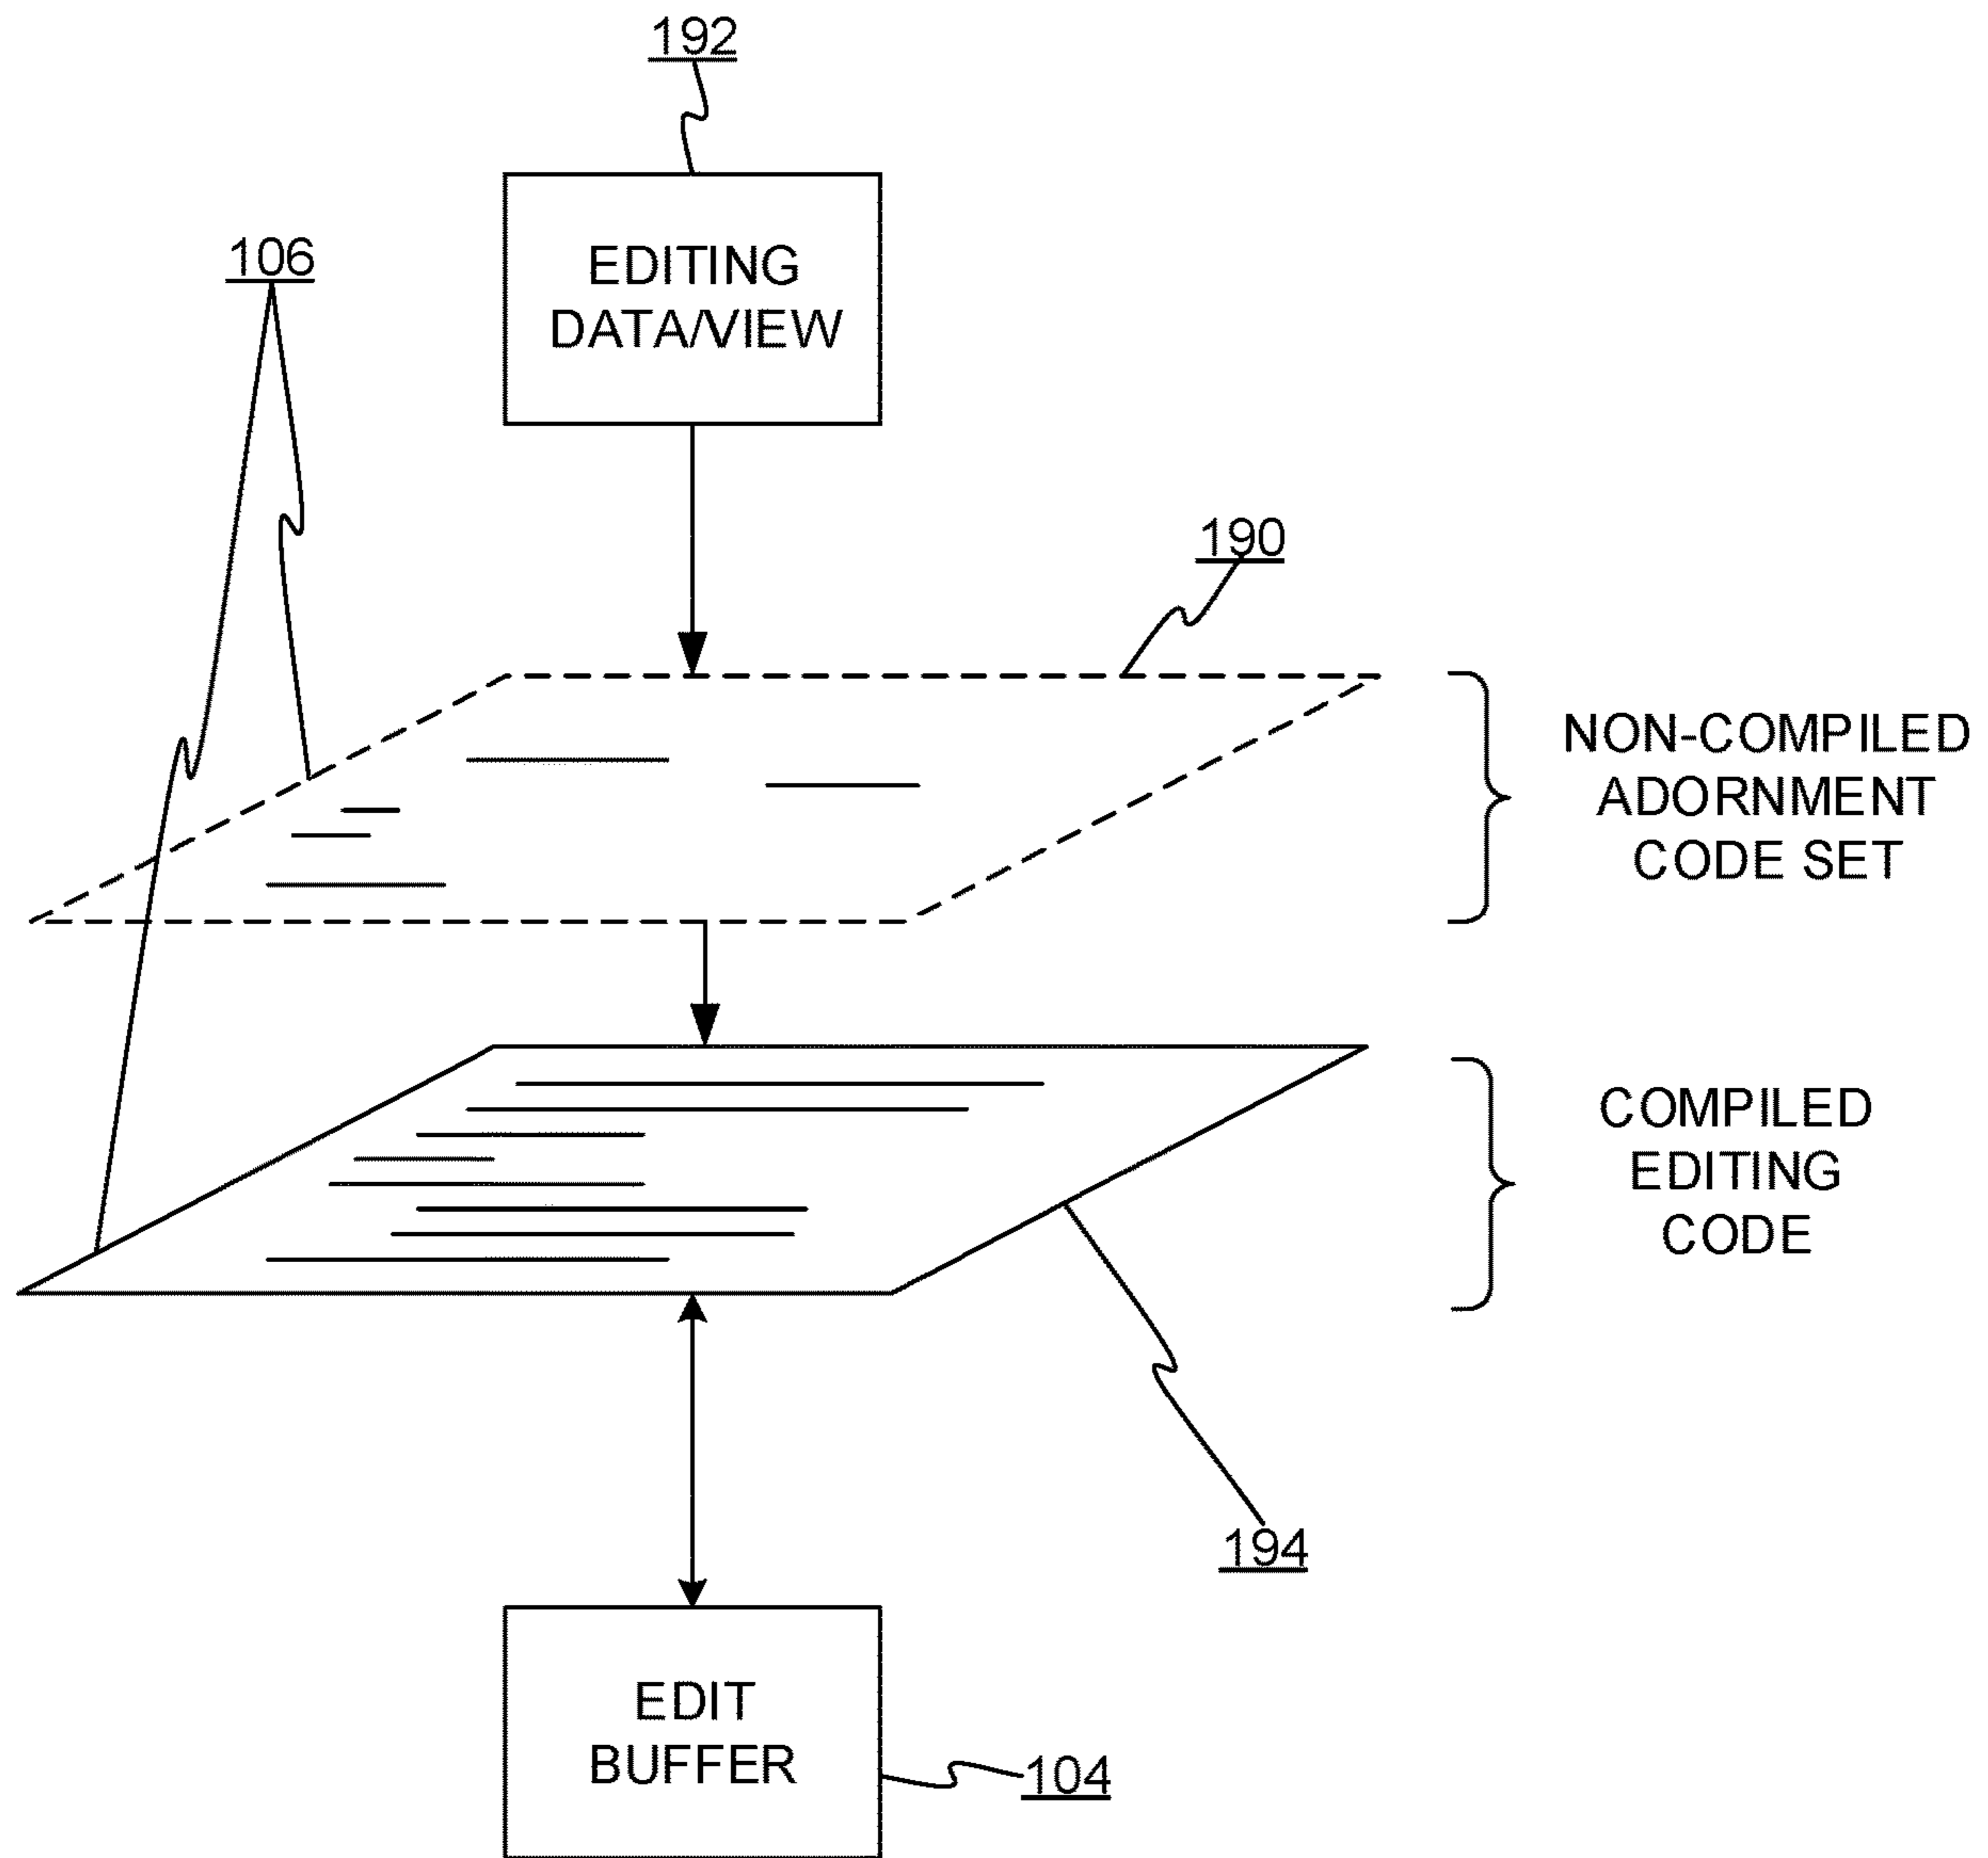 192
106
EDITING
DATA/VIEW
190
NON-COMPILED
ADORNMENT
CODE SET
COMPILED
EDITING
CODE
194
EDIT
BUFFER
104